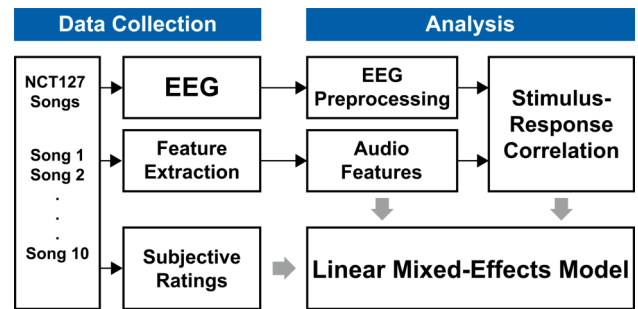 Data Collection
Analysis
NCT127
Songs
Song 1
Song 2
.
.
.
Song 10
EEG
Feature
Extraction
Subjective
Ratings
EEG
Preprocessing
Audio
Features
Stimulus-
Response
Correlation
Linear Mixed-Effects Model